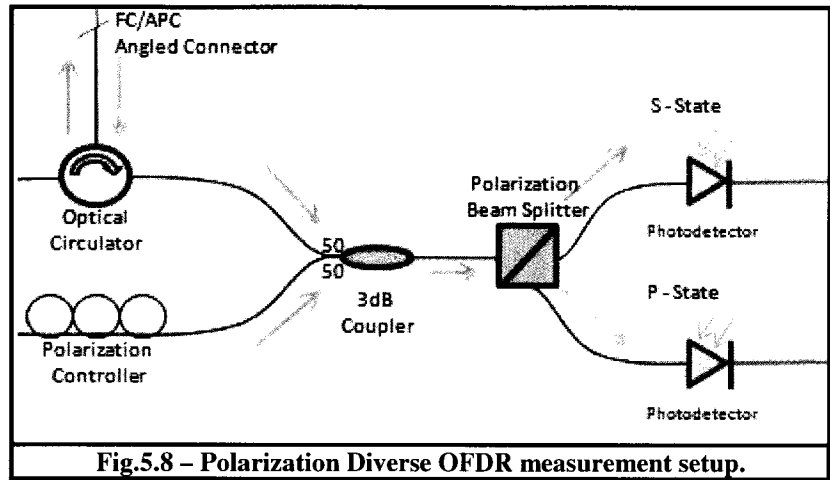 FC/APC
Angled Connector
S-State
Polarization
Beam Splitter
Optical
Circulator
Photodetector
50
50
3dB
Coupler
P-State
Polarization
Controller
Photodetector
Fig.5.8 – Polarization Diverse OFDR measurement setup.